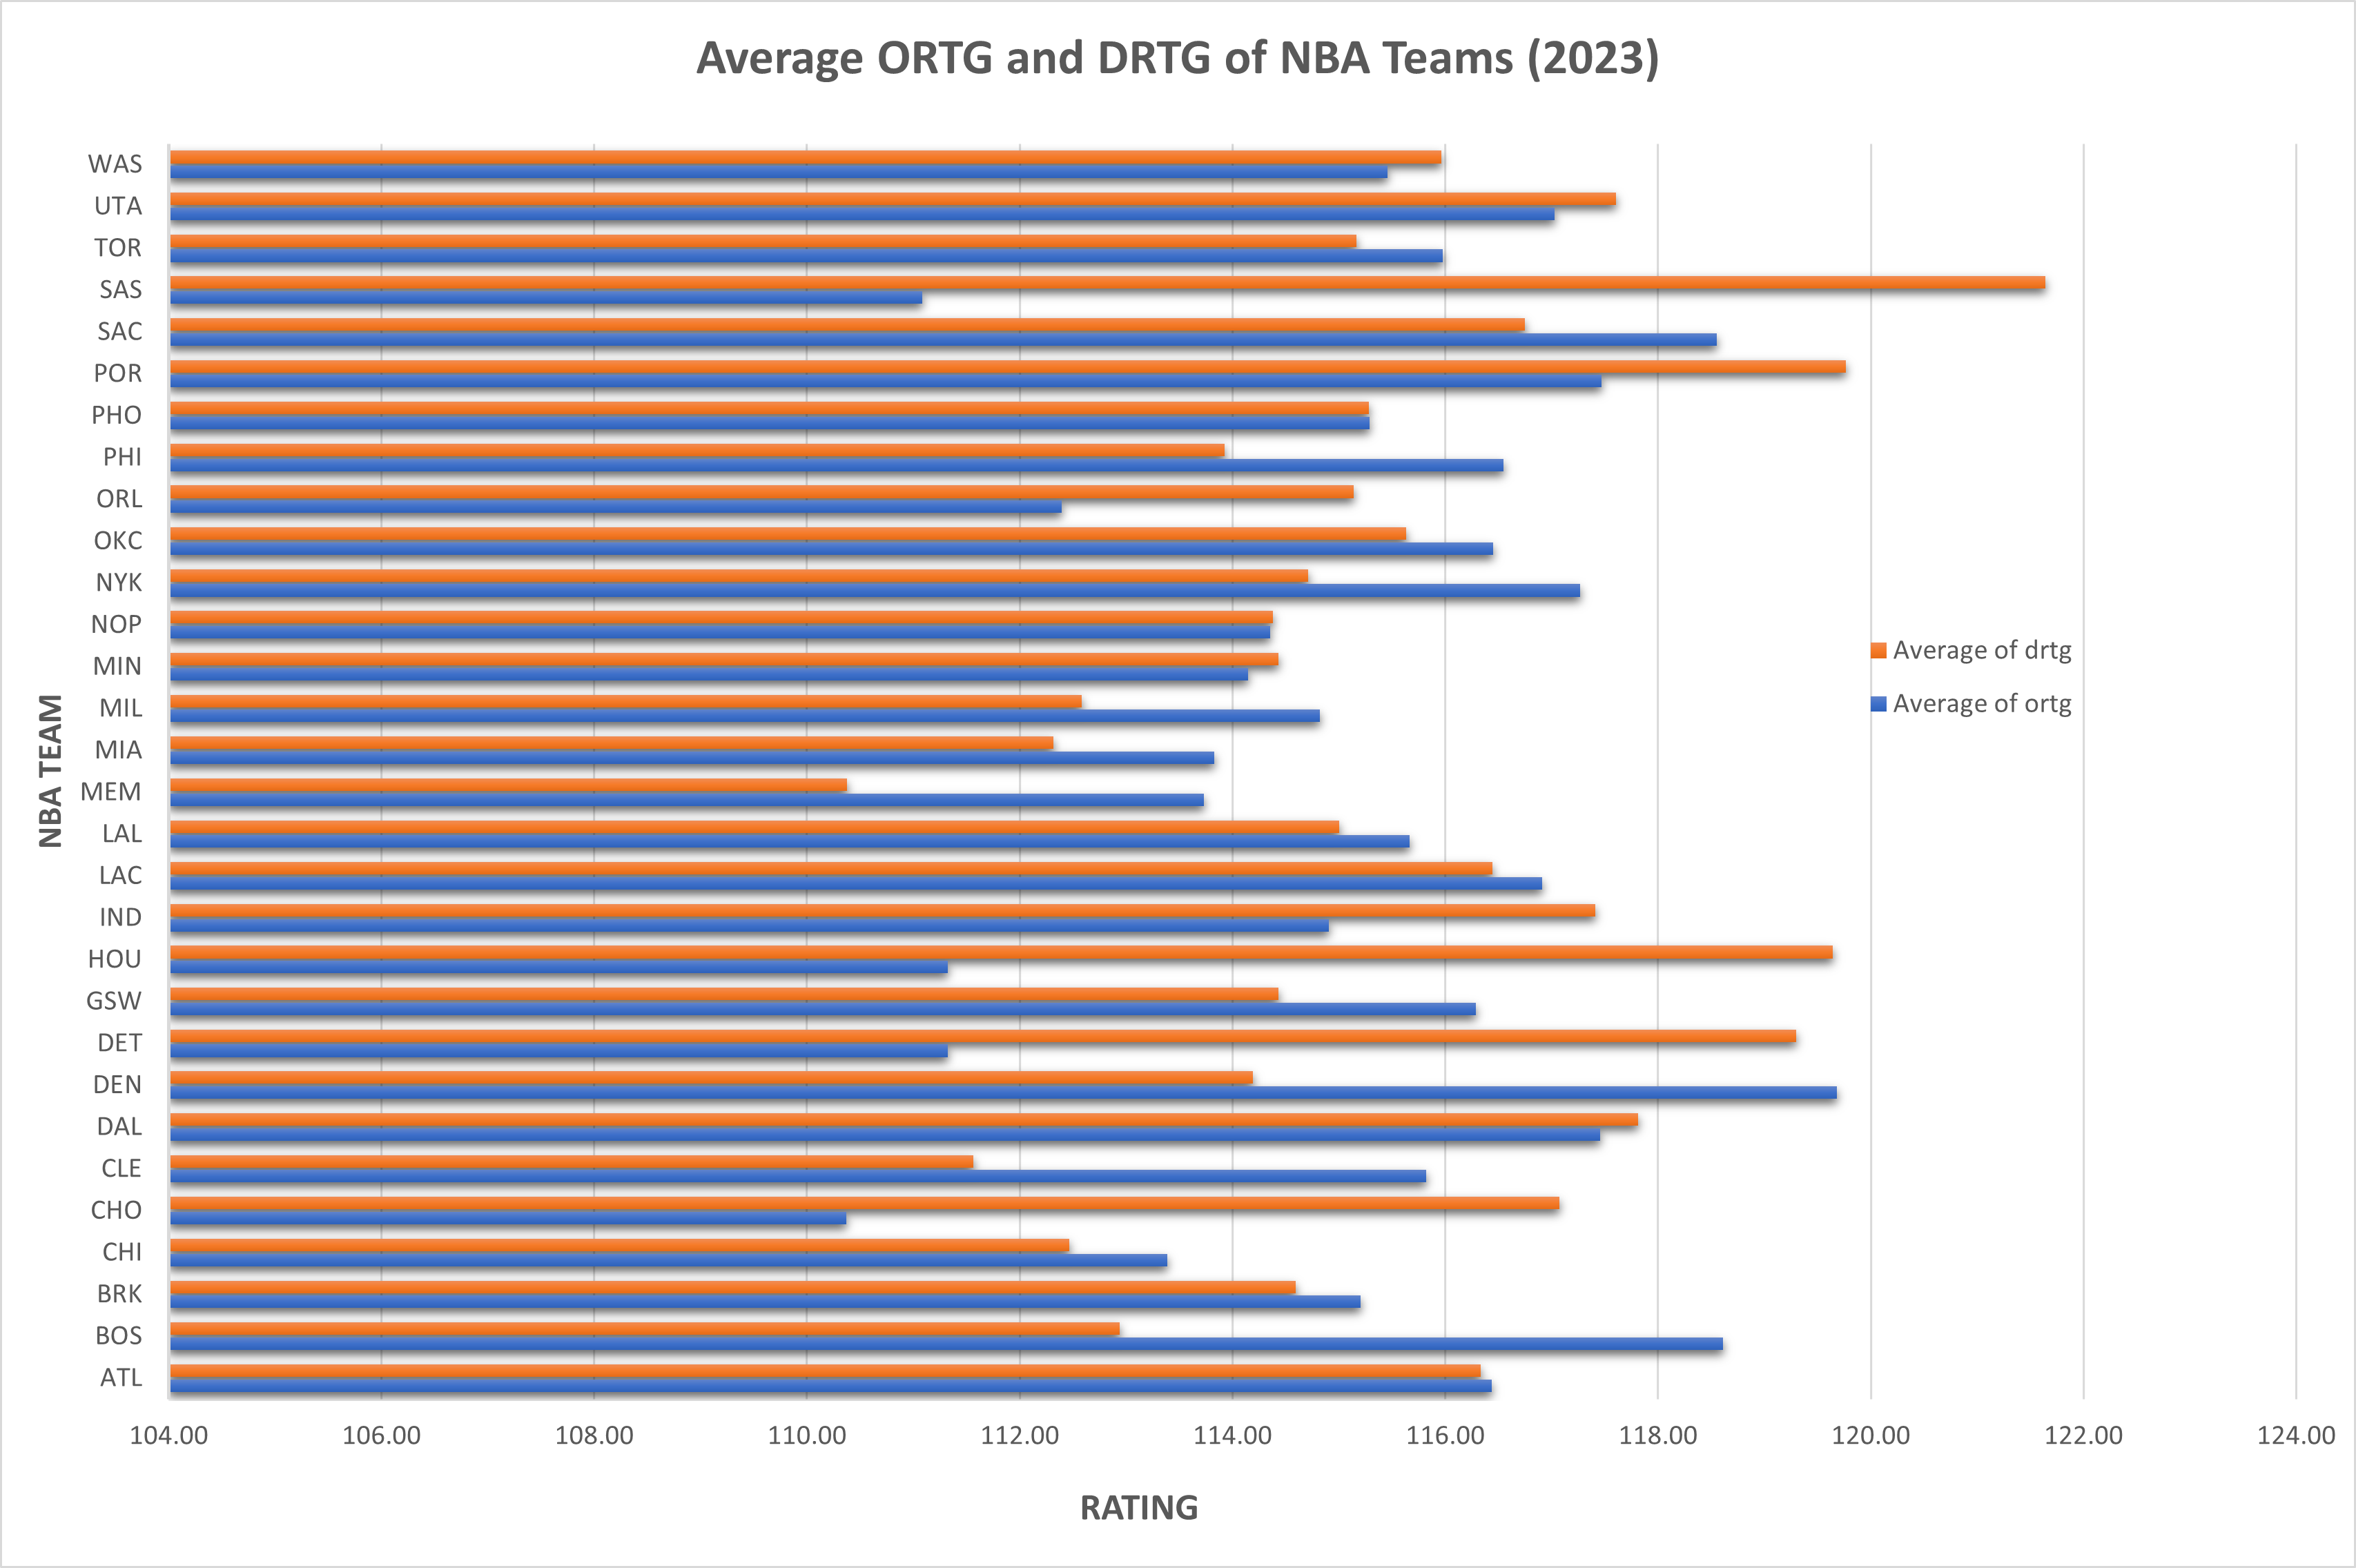 Average ORTG and DRTG of NBA Teams (2023)
WAS
UTA
TOR
SAS
SAC
POR
PHO
PHI
ORL
OKC
NYK
NOP
MIN
MIL
MIA
MEM
LAL
LAC
IND
HOU
GSW
DET
DEN
DAL
CLE
CHO
CHI
BRK
BOS
ATL
NBA TEAM
Average of drtg
Average of ortg
104.00 106.00 108.00 110.00 112.00 114.00 116.00 118.00 120.00 122.00 124.00
RATING